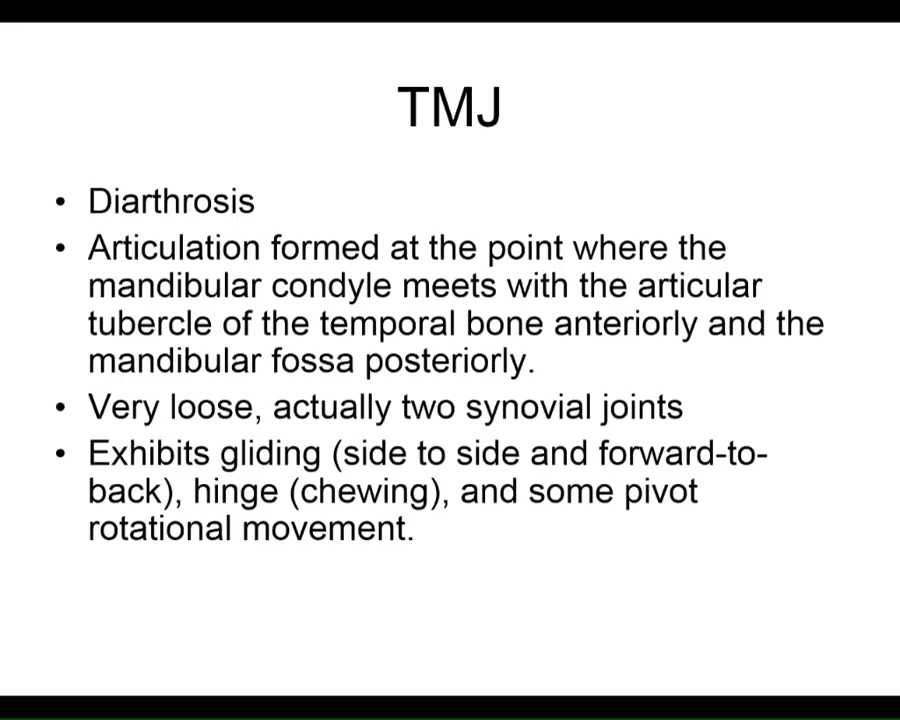 TMJ
• Diarthrosis
• Articulation formed at the point where the
mandibular condyle meets with the articular
tubercle of the temporal bone anteriorly and the
mandibular fossa posteriorly.
• Very loose, actually two synovial joints
• Exhibits gliding (side to side and forward-to-
back), hinge (chewing), and some pivot
rotational movement.